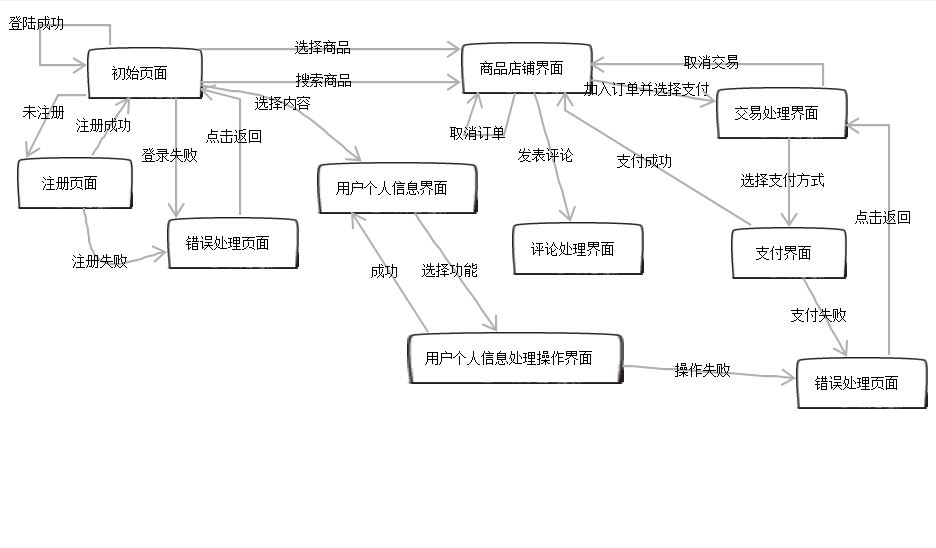 登陆成功
选择商品
初始页面
商品店铺界面
取消交易
搜索商品
加入订单并选择支付
选择内容
未注册
注册成功
交易处理界面
点击返回
取消订单
登录失败
发表评论
支付成功
选择支付方式
注册页面
用户个人信息界面
点击返回
错误处理页面
评论处理界面
支付界面
注册失败
成功
选择功能
支付失败
用户个人信息处理操作界面
操作失败
错误处理页面